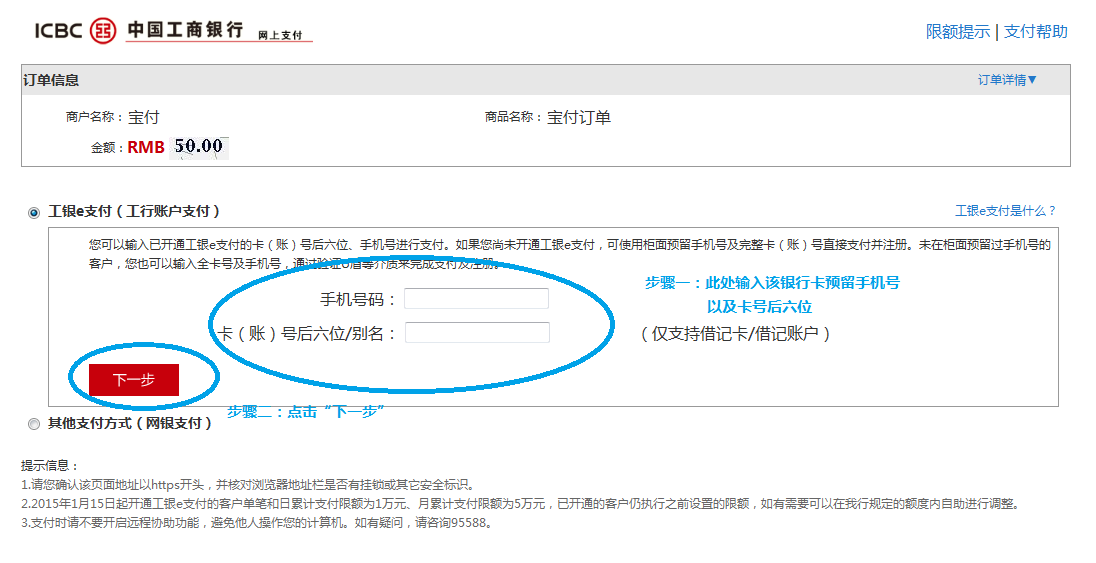 ICBC 中国工商银行 网上支付
限额提示 | 支付帮助
订单信息 订单详情▼
商户名称：宝付 商品名称：宝付订单
金额：RMB 50.00
工银e支付（工行账户支付） 工银e支付是什么？
您可以输入已开通工银e支付的卡（账）号后六位、手机号进行支付。如果您尚未开通工银e支付，可使用柜面预留手机号及完整卡（账）号直接支付并注册。未在柜面预留过手机号的
客户，您也可以输入全卡号及手机号，通过验证U盾等介质来完成支付及注册。
步骤一：此处输入该银行卡预留手机号
以及卡号后六位
手机号码：
卡（账）号后六位/别名： （仅支持借记卡/借记账户）
下一步
步骤二：点击“下一步”
其他支付方式（网银支付）
提示信息：
1.请您确认该页面地址以https开头，并核对浏览器地址栏是否有挂锁或其它安全标识。
2.2015年1月15日起开通工银e支付的客户单笔和日累计支付限额为1万元、月累计支付限额为5万元，已开通的客户仍执行之前设置的限额，如有需要可以在我行规定的额度内自助进行调整。
3.支付时请不要开启远程协助功能，避免他人操作您的计算机。如有疑问，请咨询95588。